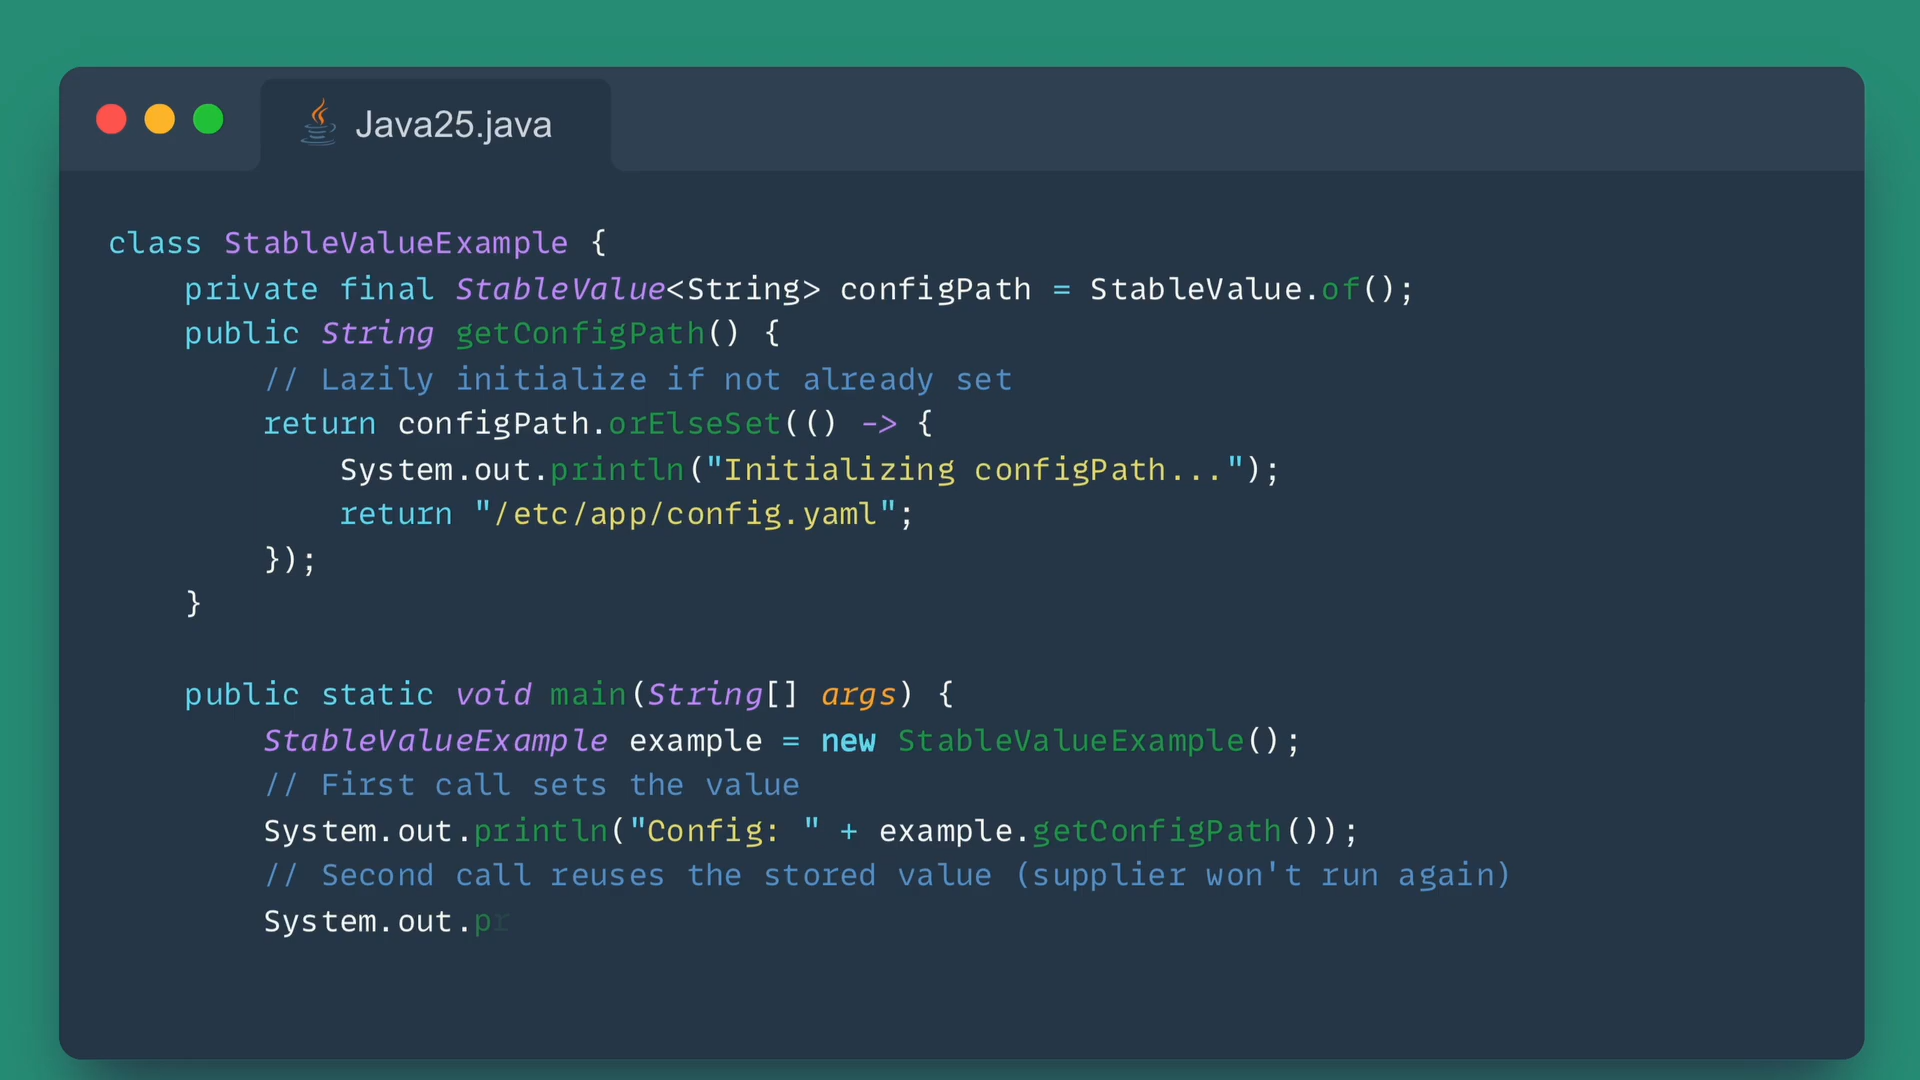 Java25.java
class StableValueExample {
    private final StableValue<String> configPath = StableValue.of();
    public String getConfigPath() {
        // Lazily initialize if not already set
        return configPath.orElseSet(() -> {
            System.out.println("Initializing configPath...");
            return "/etc/app/config.yaml";
        });
    }
    public static void main(String[] args) {
        StableValueExample example = new StableValueExample();
        // First call sets the value
        System.out.println("Config: " + example.getConfigPath());
        // Second call reuses the stored value (supplier won't run again)
        System.out.pr